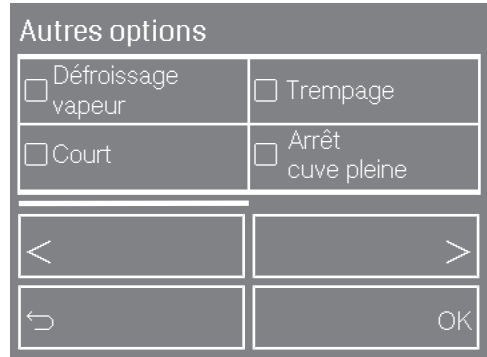 Autres options
Défroissage
vapeur
Trempage
Court
Arrêt
cuve pleine
<
>
OK